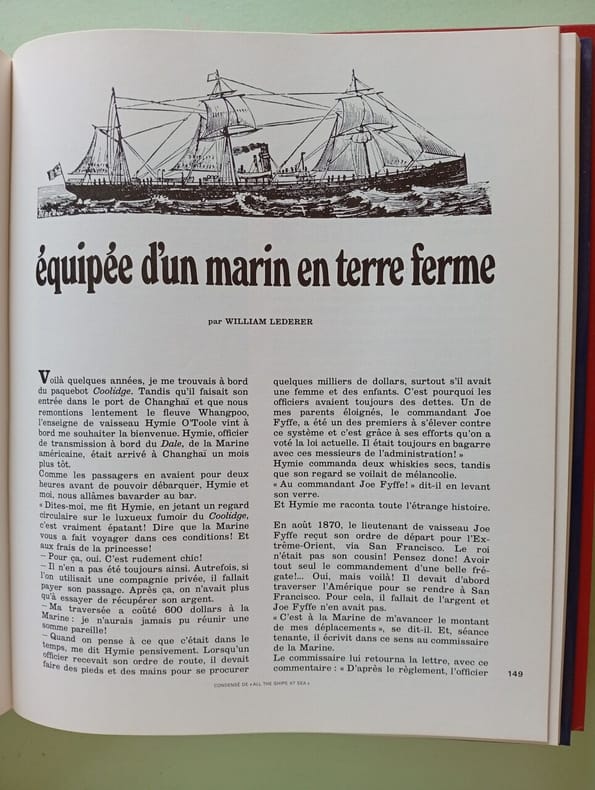 équipée d'un marin en terre ferme
par WILLIAM LEDERER
Voilà quelques années, je me trouvais à bord
du paquebot Coolidge. Tandis qu'il faisait son
entrée dans le port de Changhaï et que nous
remontions lentement le fleuve Whangpoo,
l'enseigne de vaisseau Hymie O'Toole vint à
bord me souhaiter la bienvenue. Hymie, officier
de transmission à bord du Dale, de la Marine
américaine, était arrivé à Changhaï un mois
plus tôt.
Comme les passagers en avaient pour deux
heures avant de pouvoir débarquer, Hymie et
moi, nous allâmes bavarder au bar.
« Dites-moi, me fit Hymie, en jetant un regard
circulaire sur le luxueux fumoir du Coolidge,
c'est vraiment épatant! Dire que la Marine
vous a fait voyager dans ces conditions! Et
aux frais de la princesse!
– Pour ça, oui. C'est rudement chic!
– Il n'en a pas été toujours ainsi. Autrefois, si
l'on utilisait une compagnie privée, il fallait
payer son passage. Après ça, on n'avait plus
qu'à essayer de récupérer son argent.
– Ma traversée a coûté 600 dollars à la
Marine : je n'aurais jamais pu réunir une
somme pareille!
– Quand on pense à ce que c'était dans le
temps, me dit Hymie pensivement. Lorsqu'un
officier recevait son ordre de route, il devait
faire des pieds et des mains pour se procurer
quelques milliers de dollars, surtout s'il avait
une femme et des enfants. C'est pourquoi les
officiers avaient toujours des dettes. Un de
mes parents éloignés, le commandant Joe
Fyffe, a été un des premiers à s'élever contre
ce système et c'est grâce à ses efforts qu'on a
voté la loi actuelle. Il était toujours en bagarre
avec ces messieurs de l'administration! »
Hymie commanda deux whiskies secs, tandis
que son regard se voilait de mélancolie.
« Au commandant Joe Fyffe! » dit-il en levant
son verre.
Et Hymie me raconta toute l'étrange histoire.
En août 1870, le lieutenant de vaisseau Joe
Fyffe reçut son ordre de départ pour l'Ex-
trême-Orient, via San Francisco. Le roi
n'était pas son cousin! Pensez donc! Avoir
tout seul le commandement d'une belle fré-
gate!... Oui, mais voilà! Il devait d'abord
traverser l'Amérique pour se rendre à San
Francisco. Pour cela, il fallait de l'argent et
Joe Fyffe n'en avait pas.
« C'est à la Marine de m'avancer le montant
de mes déplacements », se dit-il. Et, séance
tenante, il écrivit dans ce sens au commissaire
de la Marine.
Le commissaire lui retourna la lettre, avec ce
commentaire : « D'après le règlement, l'officier
149
CONDENSÉ DE « ALL THE SHIPS AT SEA »